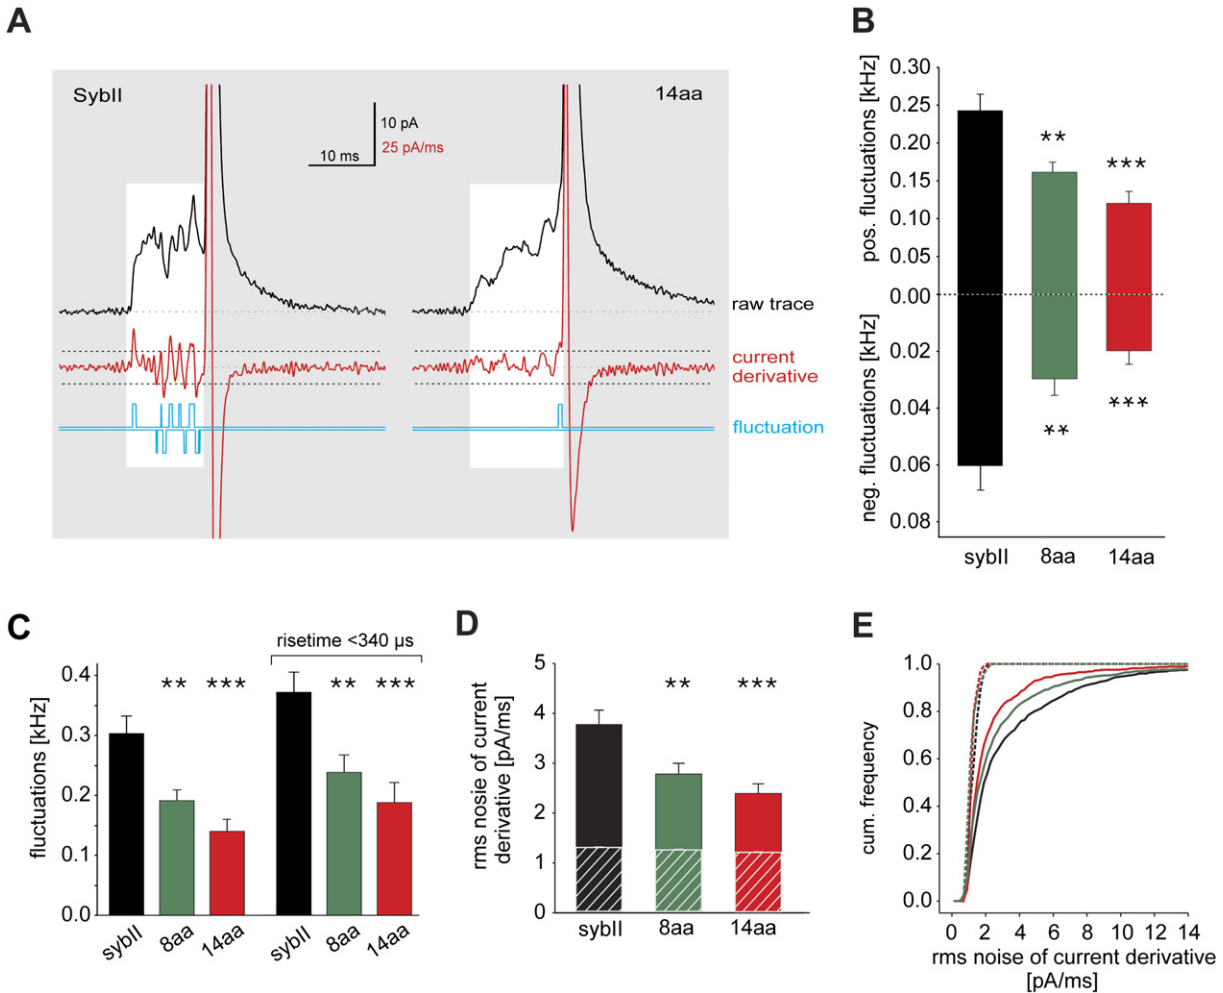 A
SybII
14aa
10 pA
25 pA/ms
10 ms
raw trace
current
derivative
fluctuation
B
pos. fluctuations [kHz]
neg. fluctuations [kHz]
0.30
0.25
0.20
0.15
0.10
0.05
0.00
0.02
0.04
0.06
0.08
**
***
**
***
sybII
8aa
14aa
C
risetime <340 µs
fluctuations [kHz]
0.4
0.3
0.2
0.1
0.0
**
***
**
***
sybII
8aa
14aa
sybII
8aa
14aa
D
rms nosie of current
derivative [pA/ms]
5
4
3
2
1
0
**
***
sybII
8aa
14aa
E
cum. frequency
1.0
0.8
0.6
0.4
0.2
0.0
0 2 4 6 8 10 12 14
rms noise of current derivative
[pA/ms]